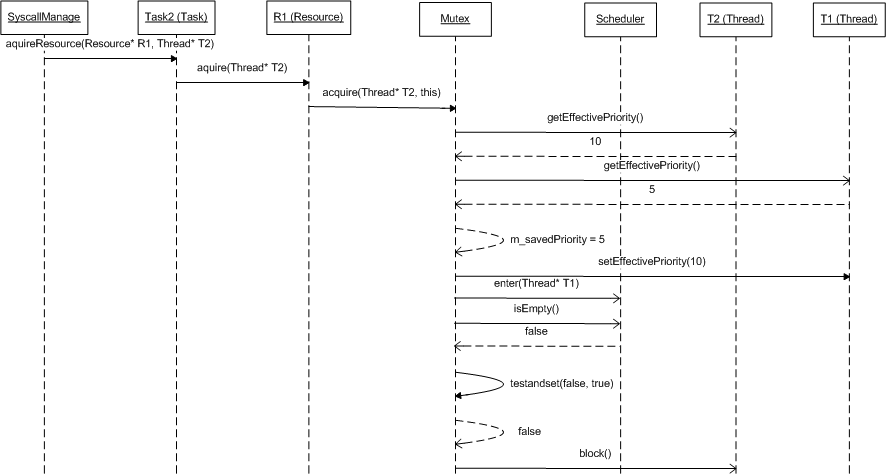 SyscallManage
Task2 (Task)
R1 (Resource)
Mutex
Scheduler
T2 (Thread)
T1 (Thread)
aquireResource(Resource* R1, Thread* T2)
aquire(Thread* T2)
acquire(Thread* T2, this)
getEffectivePriority()
10
getEffectivePriority()
5
m_savedPriority = 5
setEffectivePriority(10)
enter(Thread* T1)
isEmpty()
false
testandset(false, true)
false
block()